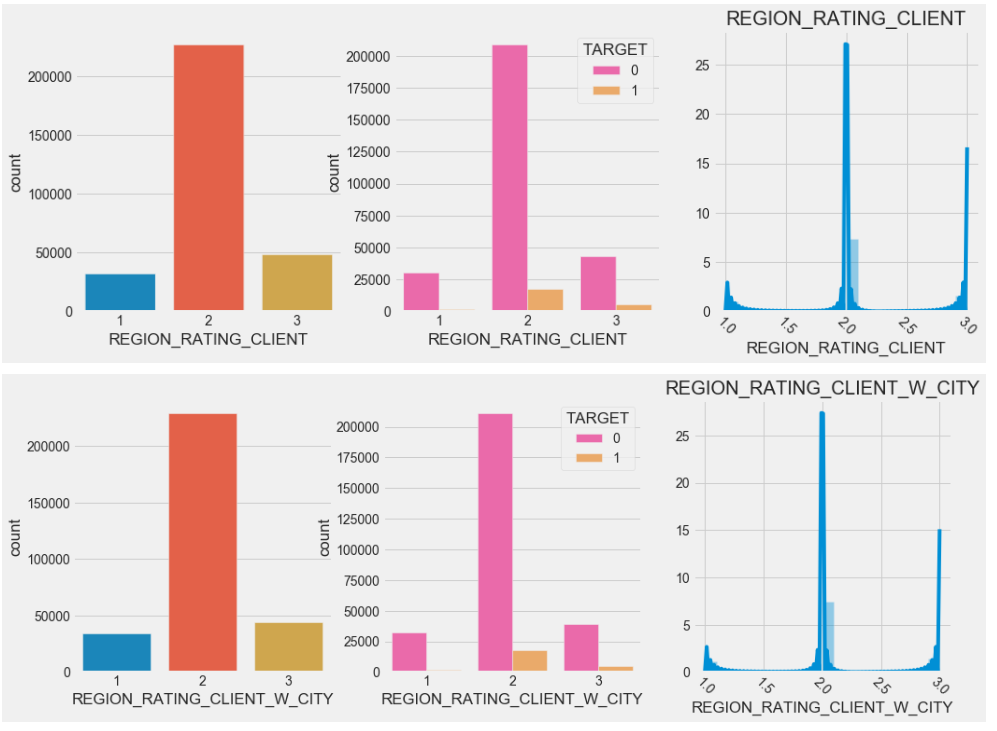 REGION_RATING_CLIENT
TARGET
0
1
count
200000
150000
100000
50000
0
1 2 3
REGION_RATING_CLIENT
count
200000
175000
150000
125000
100000
75000
50000
25000
0
1 2 3
REGION_RATING_CLIENT
25
20
15
10
5
0
1.0 1.5 2.0 2.5 3.0
REGION_RATING_CLIENT
REGION_RATING_CLIENT_W_CITY
TARGET
0
1
count
200000
150000
100000
50000
0
1 2 3
REGION_RATING_CLIENT_W_CITY
count
200000
175000
150000
125000
100000
75000
50000
25000
0
1 2 3
REGION_RATING_CLIENT_W_CITY
25
20
15
10
5
0
1.0 1.5 2.0 2.5 3.0
REGION_RATING_CLIENT_W_CITY